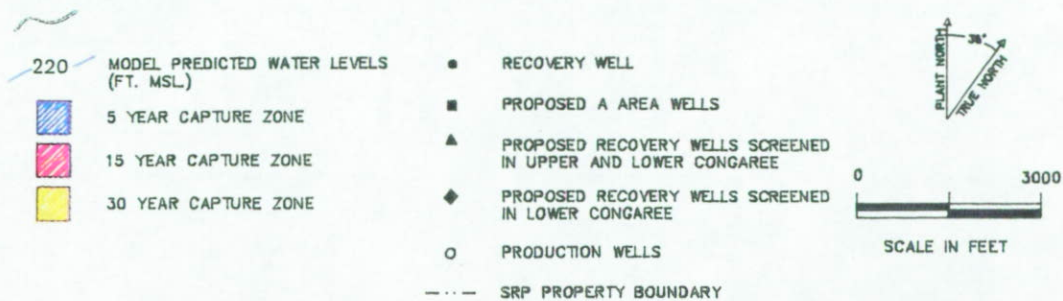 220 MODEL PREDICTED WATER LEVELS
(FT. MSL.)
5 YEAR CAPTURE ZONE
15 YEAR CAPTURE ZONE
30 YEAR CAPTURE ZONE
RECOVERY WELL
PROPOSED A AREA WELLS
PROPOSED RECOVERY WELLS SCREENED
IN UPPER AND LOWER CONGAREE
PROPOSED RECOVERY WELLS SCREENED
IN LOWER CONGAREE
PRODUCTION WELLS
SRP PROPERTY BOUNDARY
PLANT NORTH
36°
TRUE NORTH
0 3000
SCALE IN FEET